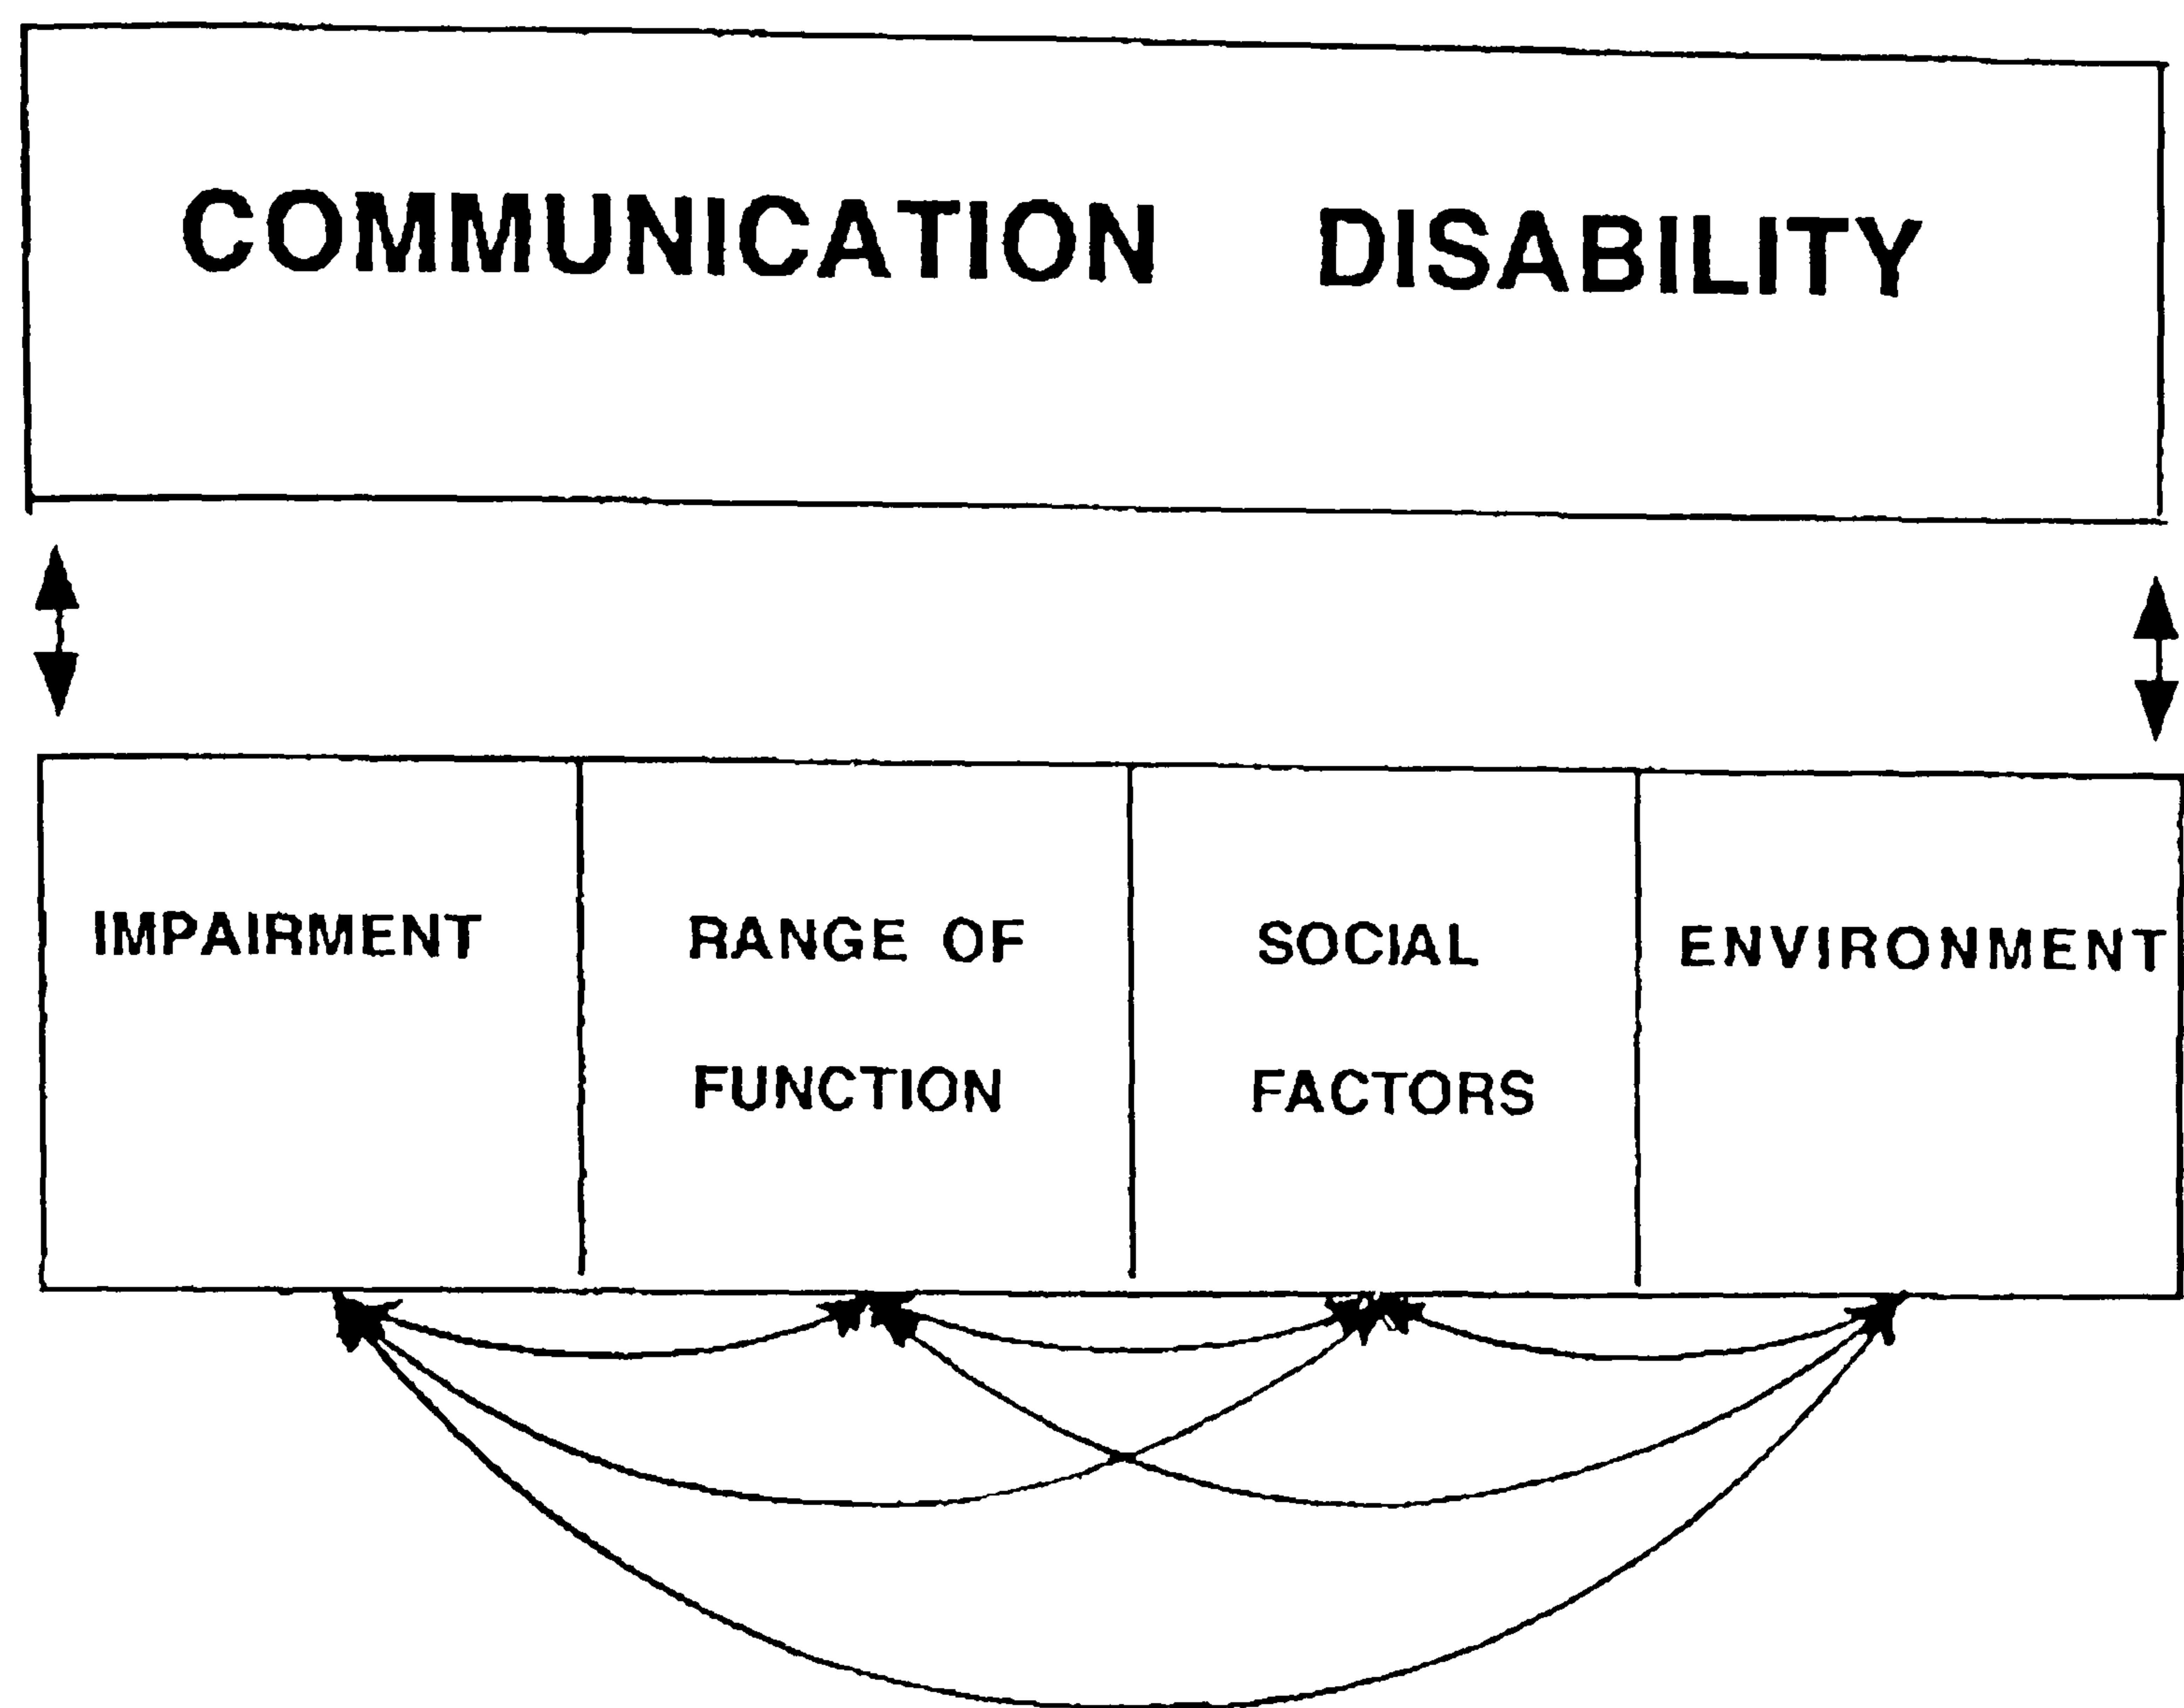 COMMUNICATION DISABILITY
IMPAIRMENT
RANGE OF
FUNCTION
SOCIAL
FACTORS
ENVIRONMENT